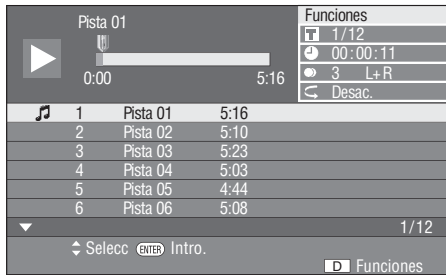 Pista 01
0:00 5:16
Funciones
T 1/12
00:00:11
3 L+R
Desac.
1 Pista 01 5:16
2 Pista 02 5:10
3 Pista 03 5:23
4 Pista 04 5:03
5 Pista 05 4:44
6 Pista 06 5:08
1/12
Selecc ENTER Intro.
D Funciones